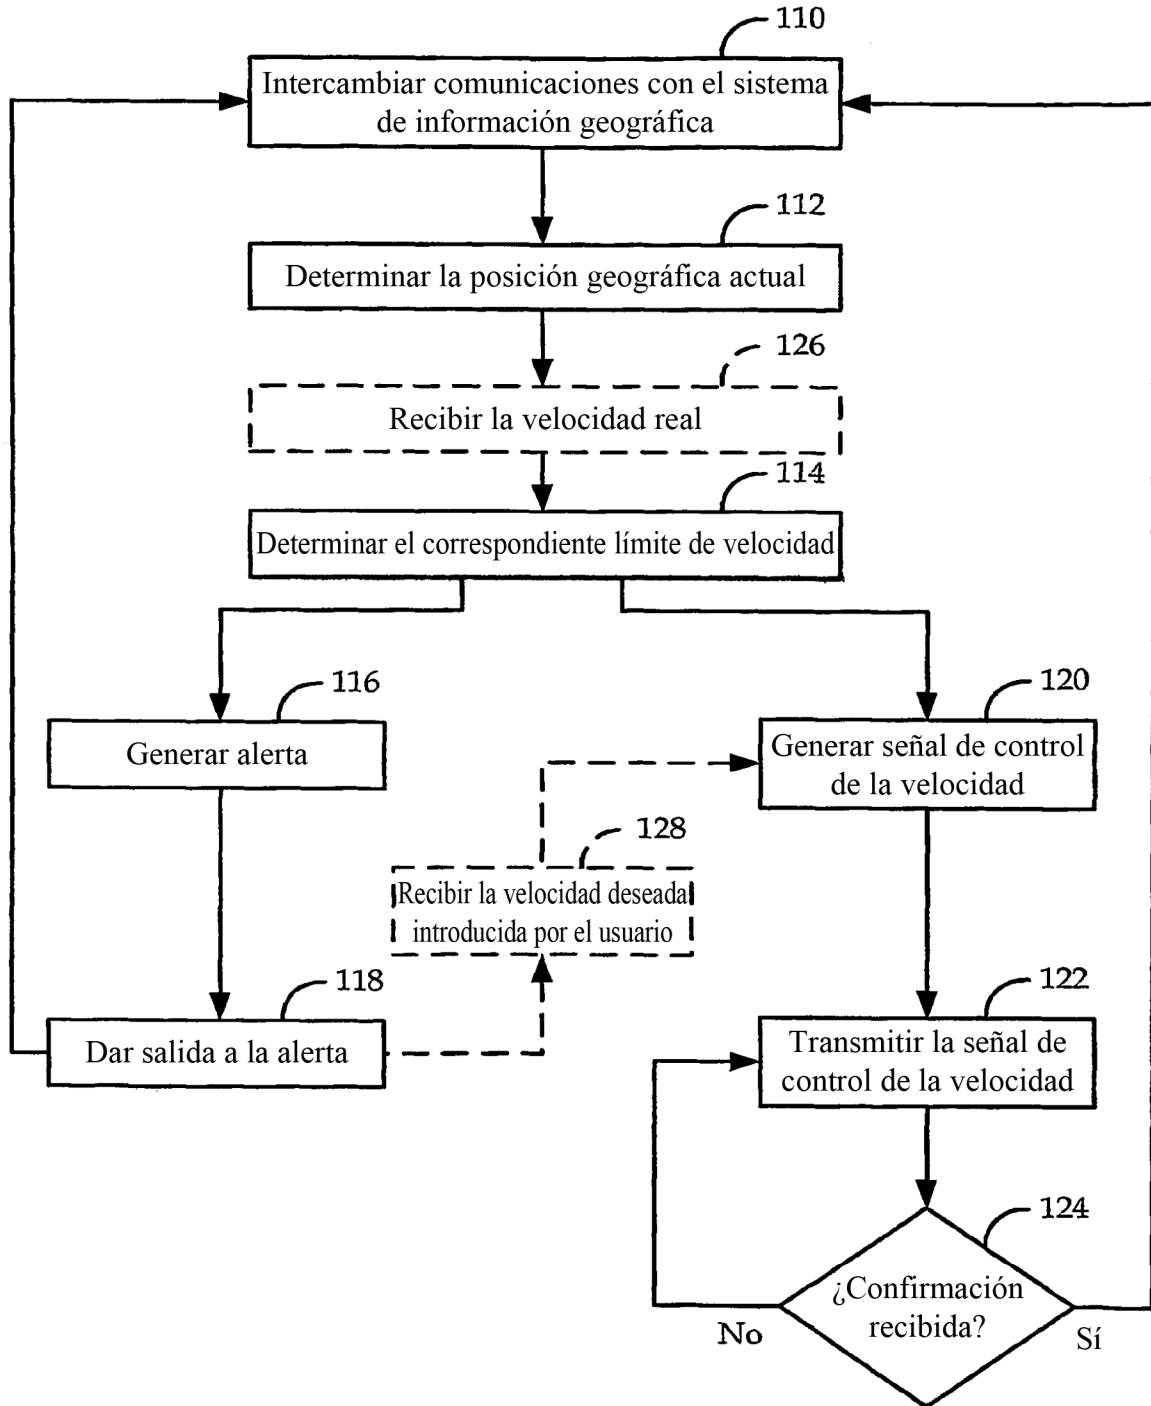 110
Intercambiar comunicaciones con el sistema
de información geográfica
112
Determinar la posición geográfica actual
126
Recibir la velocidad real
114
Determinar el correspondiente límite de velocidad
116
Generar alerta
120
Generar señal de control
de la velocidad
128
Recibir la velocidad deseada
introducida por el usuario
118
Dar salida a la alerta
122
Transmitir la señal de
control de la velocidad
124
¿Confirmación
recibida?
No
Sí